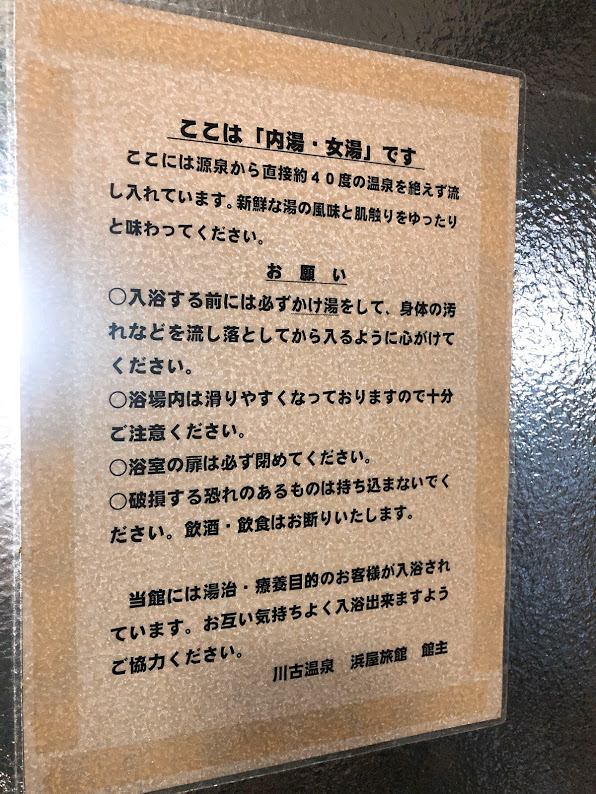 ここは「内湯・女湯」です
ここには源泉から直接約40度の温泉を絶えず流
し入れています。新鮮な湯の風味と肌触りをゆったり
と味わってください。
お 願 い
○入浴する前には必ずかけ湯をして、身体の汚
れなどを流し落としてから入るように心がけて
ください。
○浴場内は滑りやすくなっておりますので十分
ご注意ください。
○浴室の扉は必ず閉めてください。
○破損する恐れのあるものは持ち込まないでく
ださい。飲酒・飲食はお断りいたします。
当館には湯治・療養目的のお客様が入浴され
ています。お互い気持ちよく入浴出来ますよう
ご協力ください。
川古温泉 浜屋旅館 館主